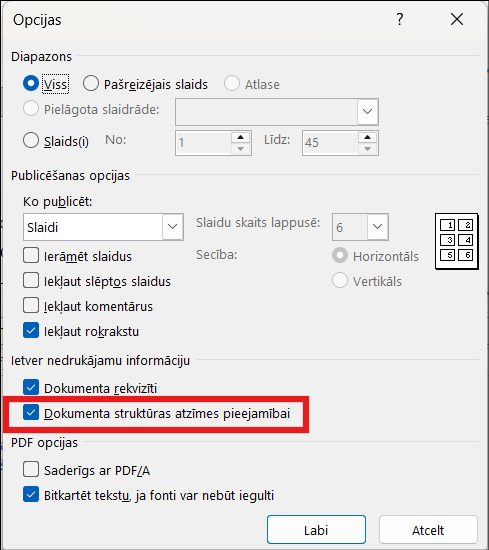 Opcijas ?
Diapazons
Viss Pašreizējais slaids Atlase
Pielāgota slaidrāde:
Slaids(i) No: 1 Līdz: 45
Publicēšanas opcijas
Ko publicēt:
Slaidi Slaidu skaits lappusē: 6
Ierāmēt slaidus Secība: Horizontāls
Iekļaut slēptos slaidus Vertikāls
Iekļaut komentārus
Iekļaut rokrakstu
1 2
3 4
5 6
Ietver nedrukājamu informāciju
Dokumenta rekvizīti
Dokumenta struktūras atzīmes pieejamībai
PDF opcijas
Saderīgs ar PDF/A
Bitkartēt tekstu, ja fonti var nebūt iegulti
Labi Atcelt